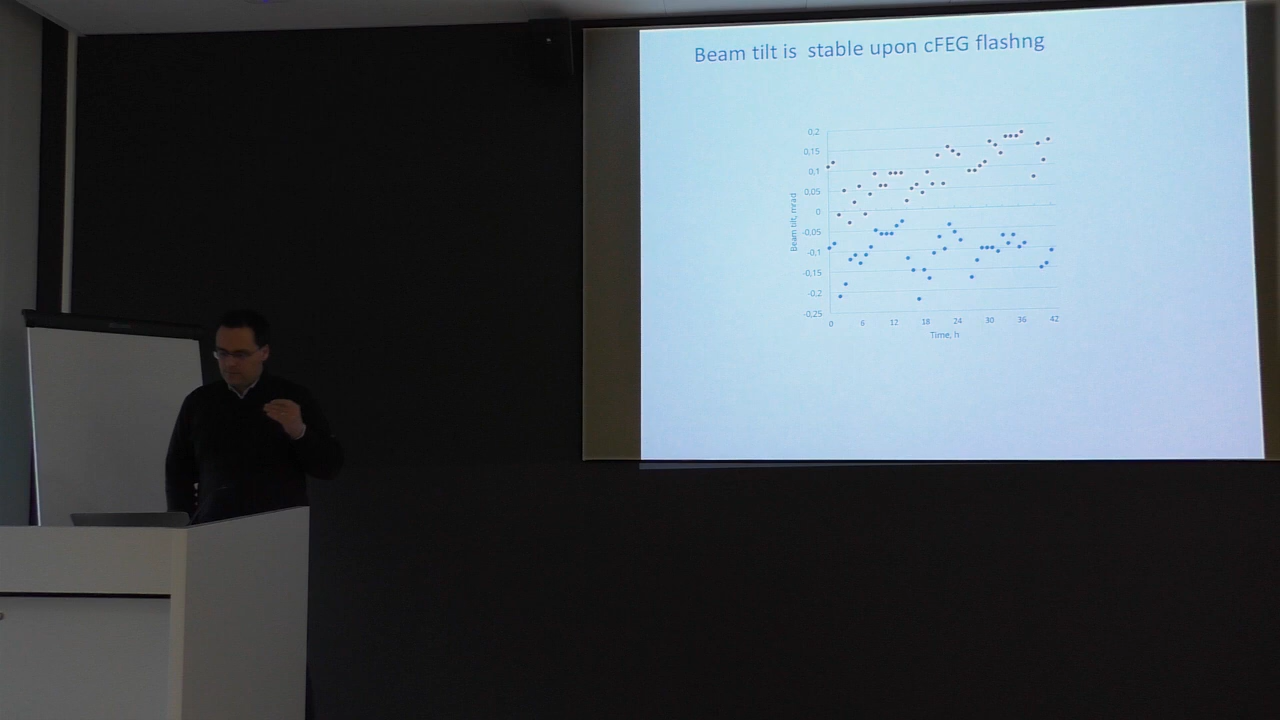 Beam tilt is stable upon cFEG flashng
0,2
0,15
0,1
0,05
0
-0,05
-0,1
-0,15
-0,2
-0,25
Beam tilt, mrad
0 6 12 18 24 30 36 42
Time, h